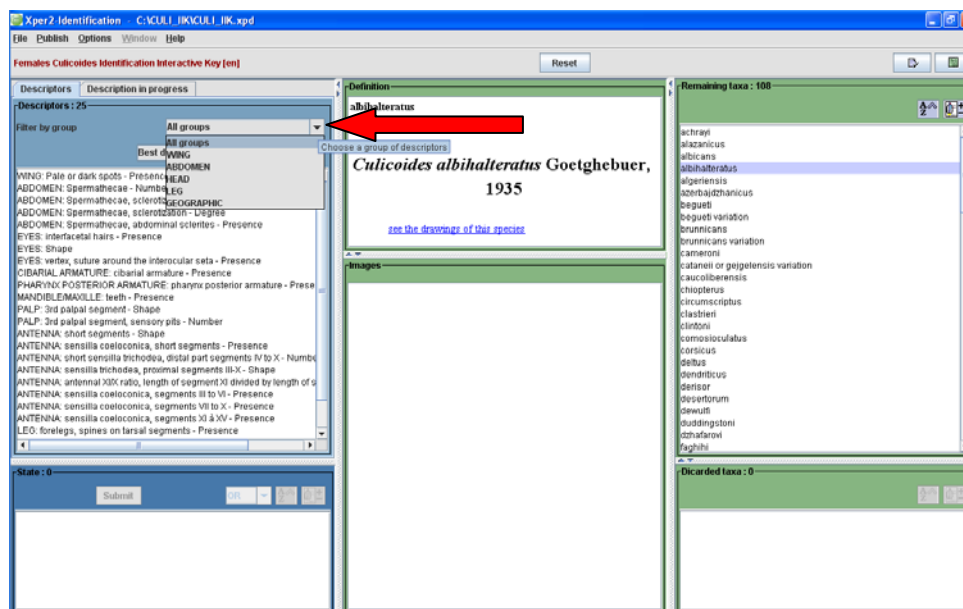 Xper2-Identification - C:\CULI_IIK\CULI_IIK.xpd
File Publish Options Window Help
Females Culicoides Identification Interactive Key [en]
Reset
Descriptors Description in progress
Descriptors : 25
Filter by group
All groups
All groups
WING
ABDOMEN
HEAD
LEG
GEOGRAPHIC
Choose a group of descriptors
Best d
WING: Pale or dark spots - Presence
ABDOMEN: Spermathecae - Numbe
ABDOMEN: Spermathecae, sclerotiz
ABDOMEN: Spermathecae, sclerotization - Degree
ABDOMEN: Spermathecae, abdominal sclerites - Presence
EYES: interfacetal hairs - Presence
EYES: Shape
EYES: vertex, suture around the interocular seta - Presence
CIBARIAL ARMATURE: cibarial armature - Presence
PHARYNX POSTERIOR ARMATURE: pharynx posterior armature - Prese
MANDIBLE/MAXILLE: teeth - Presence
PALP: 3rd palpal segment - Shape
PALP: 3rd palpal segment, sensory pits - Number
ANTENNA: short segments - Shape
ANTENNA: sensilla coeloconica, short segments - Presence
ANTENNA: short sensilla trichodea, distal part segments IV to X - Numbe
ANTENNA: sensilla trichodea, proximal segments III-X - Shape
ANTENNA: antennal XI/X ratio, length of segment XI divided by length of s
ANTENNA: sensilla coeloconica, segments III to VI - Presence
ANTENNA: sensilla coeloconica, segments VII to X - Presence
ANTENNA: sensilla coeloconica, segments XI à XV - Presence
LEG: forelegs, spines on tarsal segments - Presence
State : 0
Submit
OR
Definition
albihalteratus
Culicoides albihalteratus Goetghebuer,
1935
see the drawings of this species
Images
Remaining taxa : 108
achrayi
alazanicus
albicans
albihalteratus
algeriensis
azerbajdzhanicus
begueti
begueti variation
brunnicans
brunnicans variation
cameroni
cataneii or gejgelensis variation
caucoliberensis
chiopterus
circumscriptus
clastrieri
clintoni
comosioculatus
corsicus
deltus
dendriticus
derisor
desertorum
dewulfi
duddingstoni
dzhafarovi
faghihi
Dicarded taxa : 0